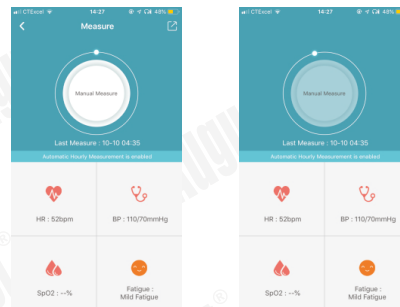 CTExcel 14:27 49%
Measure
Manual Measure
Last Measure : 10-10 04:35
Automatic Hourly Measurement is enabled
HR : 52bpm
BP : 110/70mmHg
SpO2 : --%
Fatigue :
Mild Fatigue
CTExcel 14:27 49%
Manual Measure
Last Measure : 10-10 04:35
Automatic Hourly Measurement is enabled
HR : 52bpm
BP : 110/70mmHg
SpO2 : --%
Fatigue :
Mild Fatigue